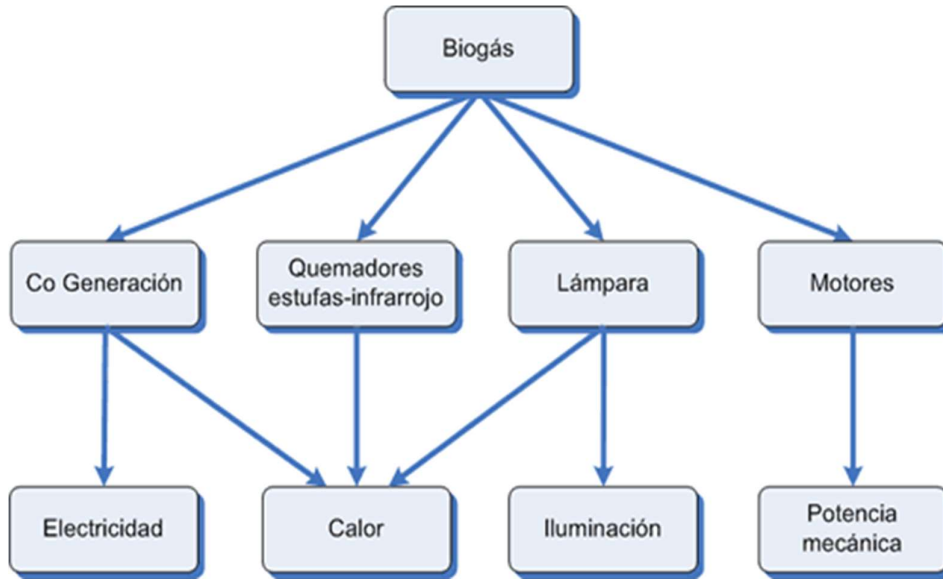 Biogás
Co Generación
Quemadores
estufas-infrarrojo
Lámpara
Motores
Electricidad
Calor
Iluminación
Potencia
mecánica